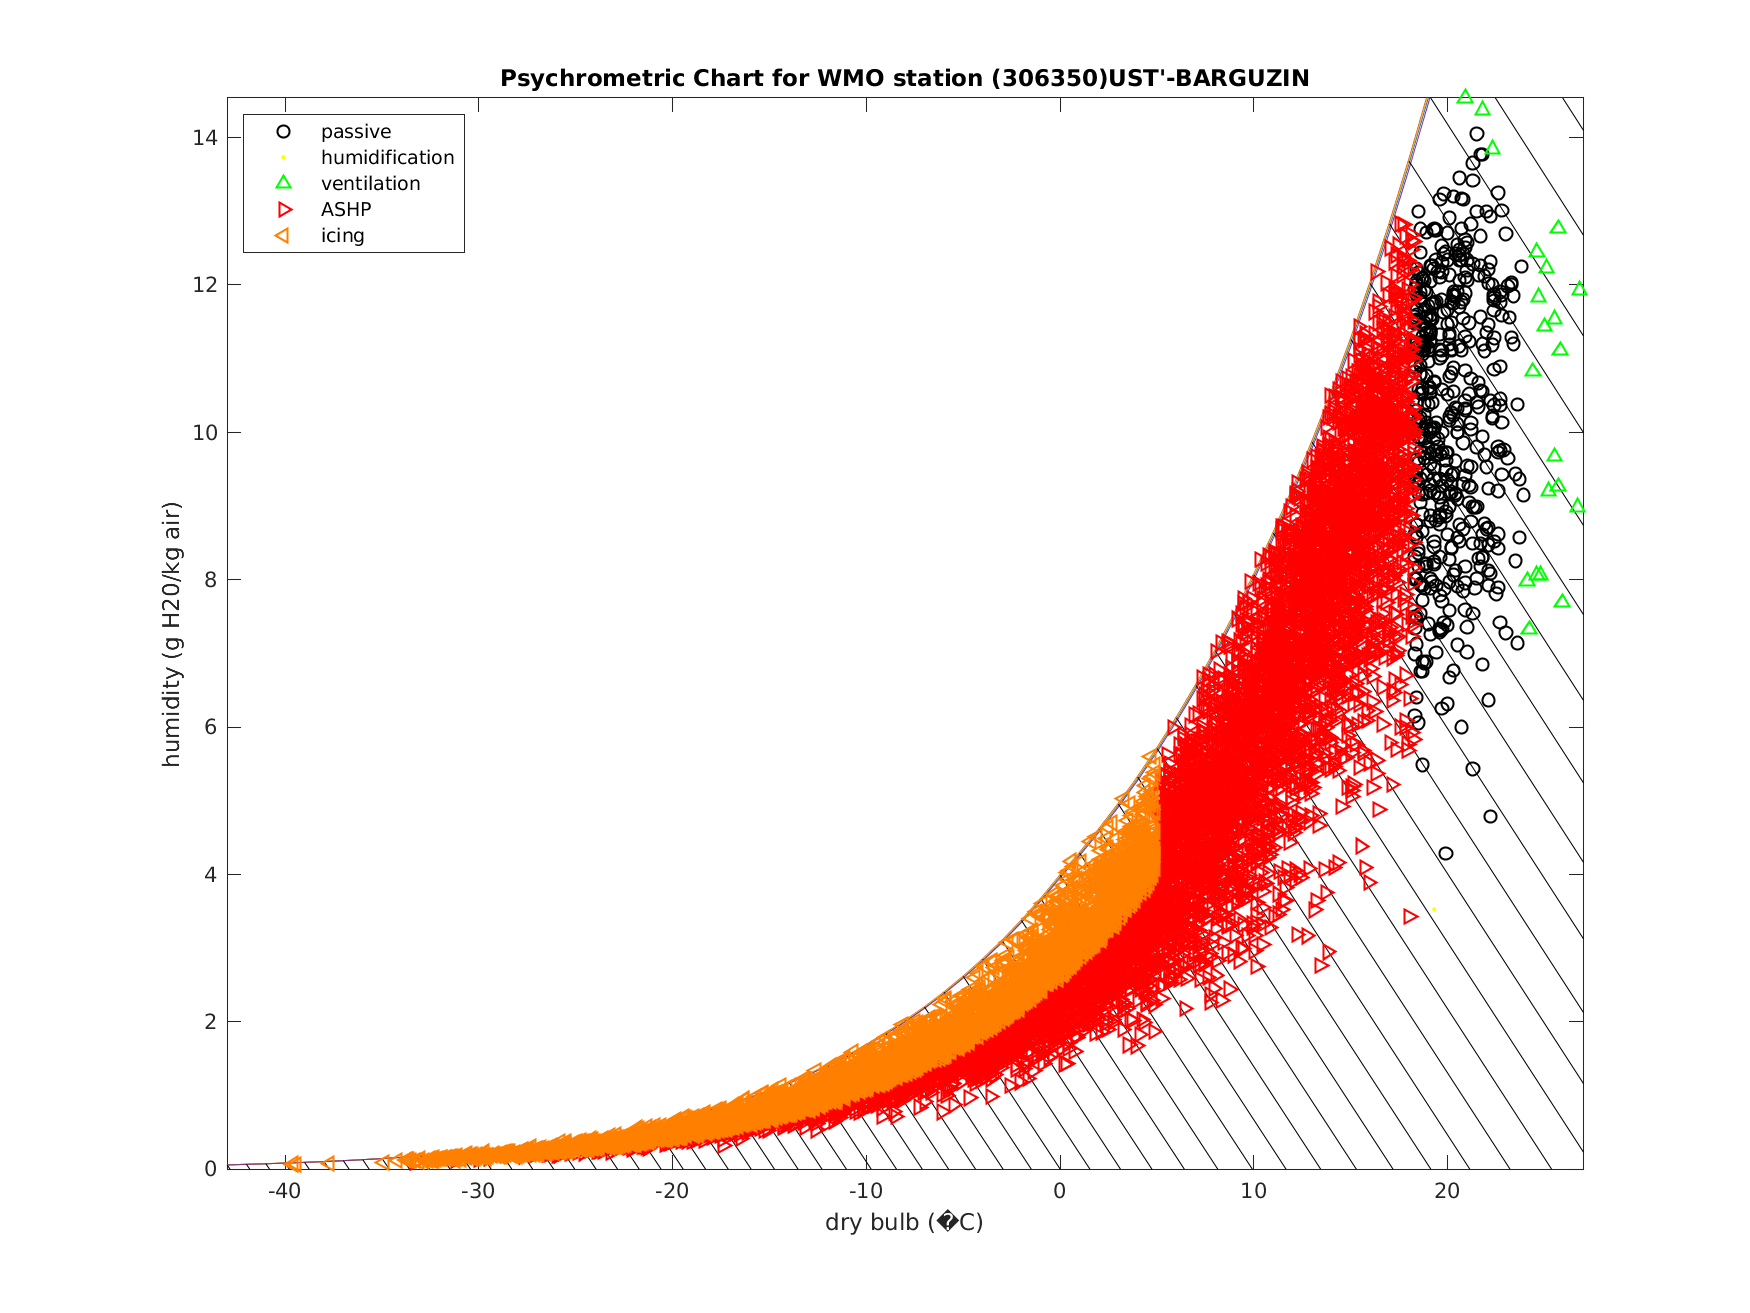 Psychrometric Chart for WMO station (306350)UST'-BARGUZIN
passive
humidification
ventilation
ASHP
icing
14
12
10
8
6
4
2
0
humidity (g H20/kg air)
-40 -30 -20 -10 0 10 20
dry bulb (�C)